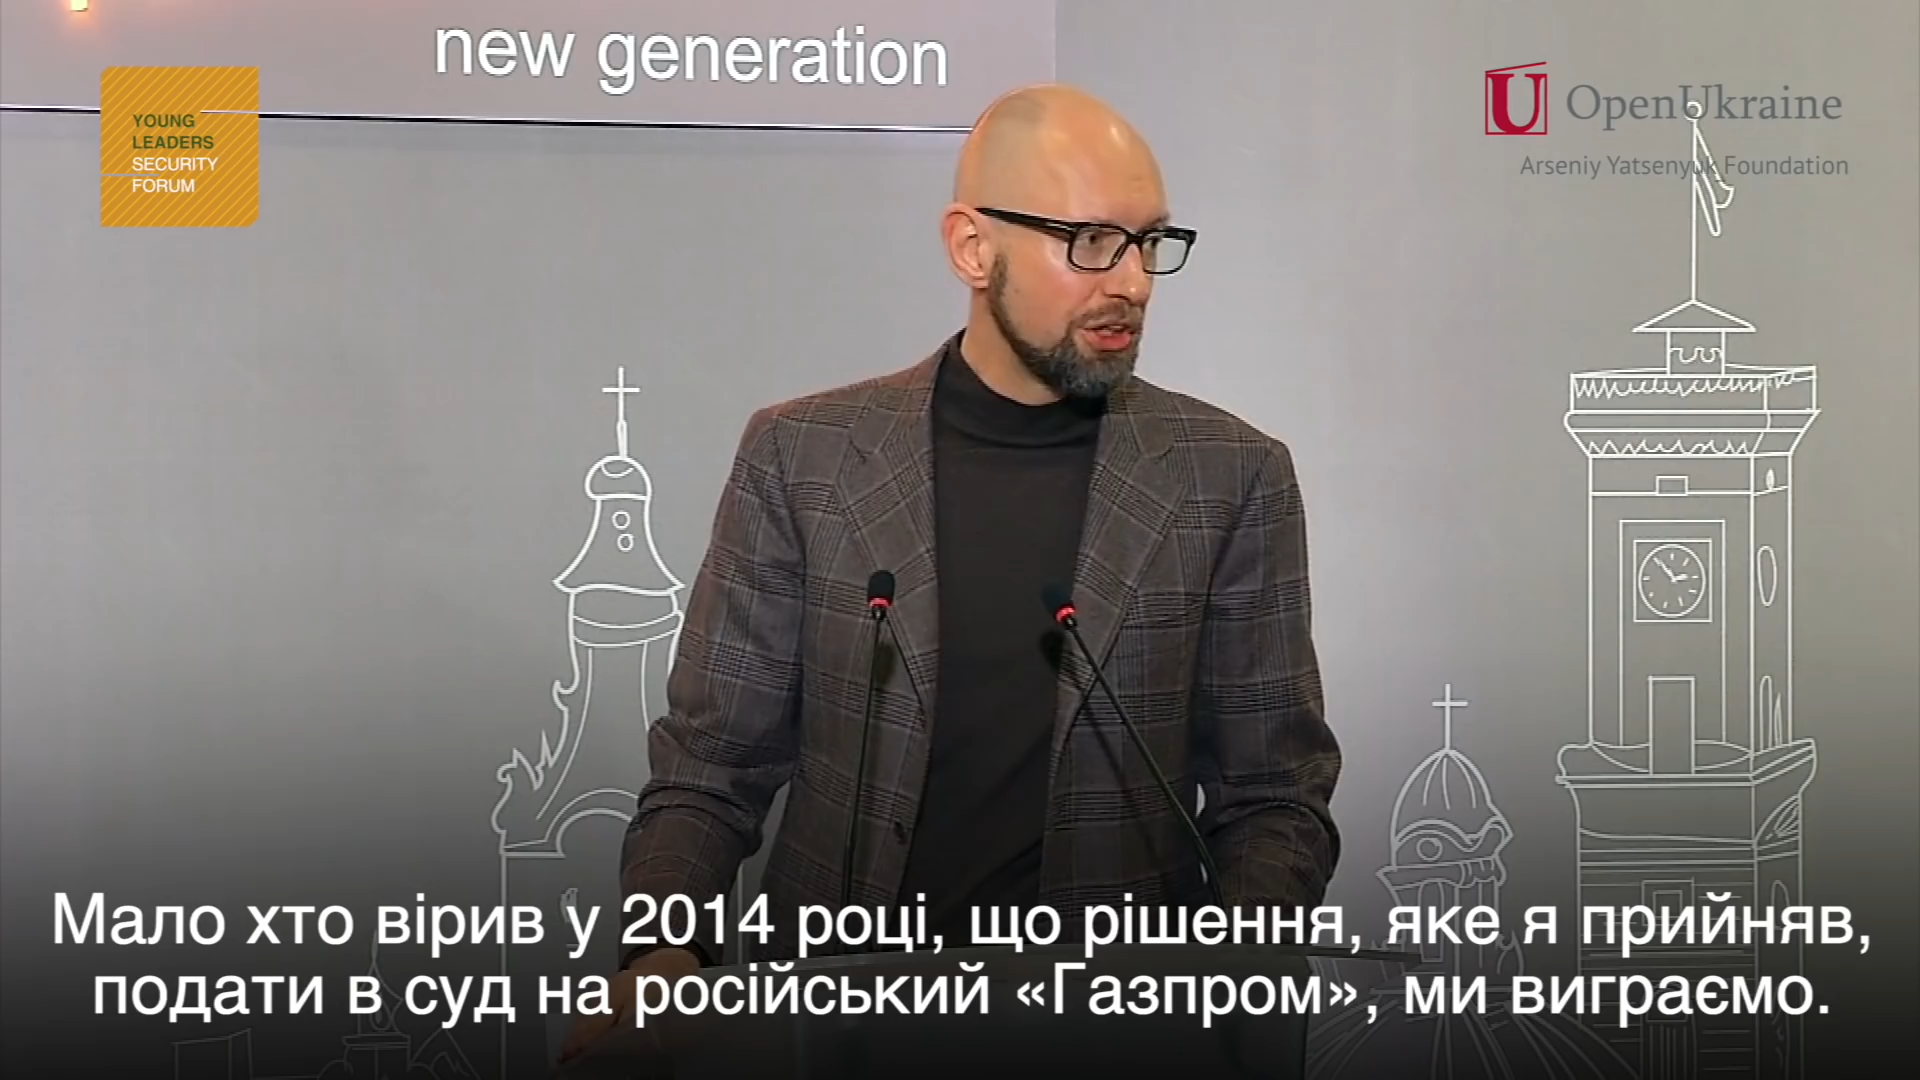 new generation
YOUNG
LEADERS
SECURITY
FORUM
U OpenUkraine
Arseniy Yatsenyuk Foundation
Мало хто вірив у 2014 році, що рішення, яке я прийняв,
подати в суд на російський «Газпром», ми виграємо.